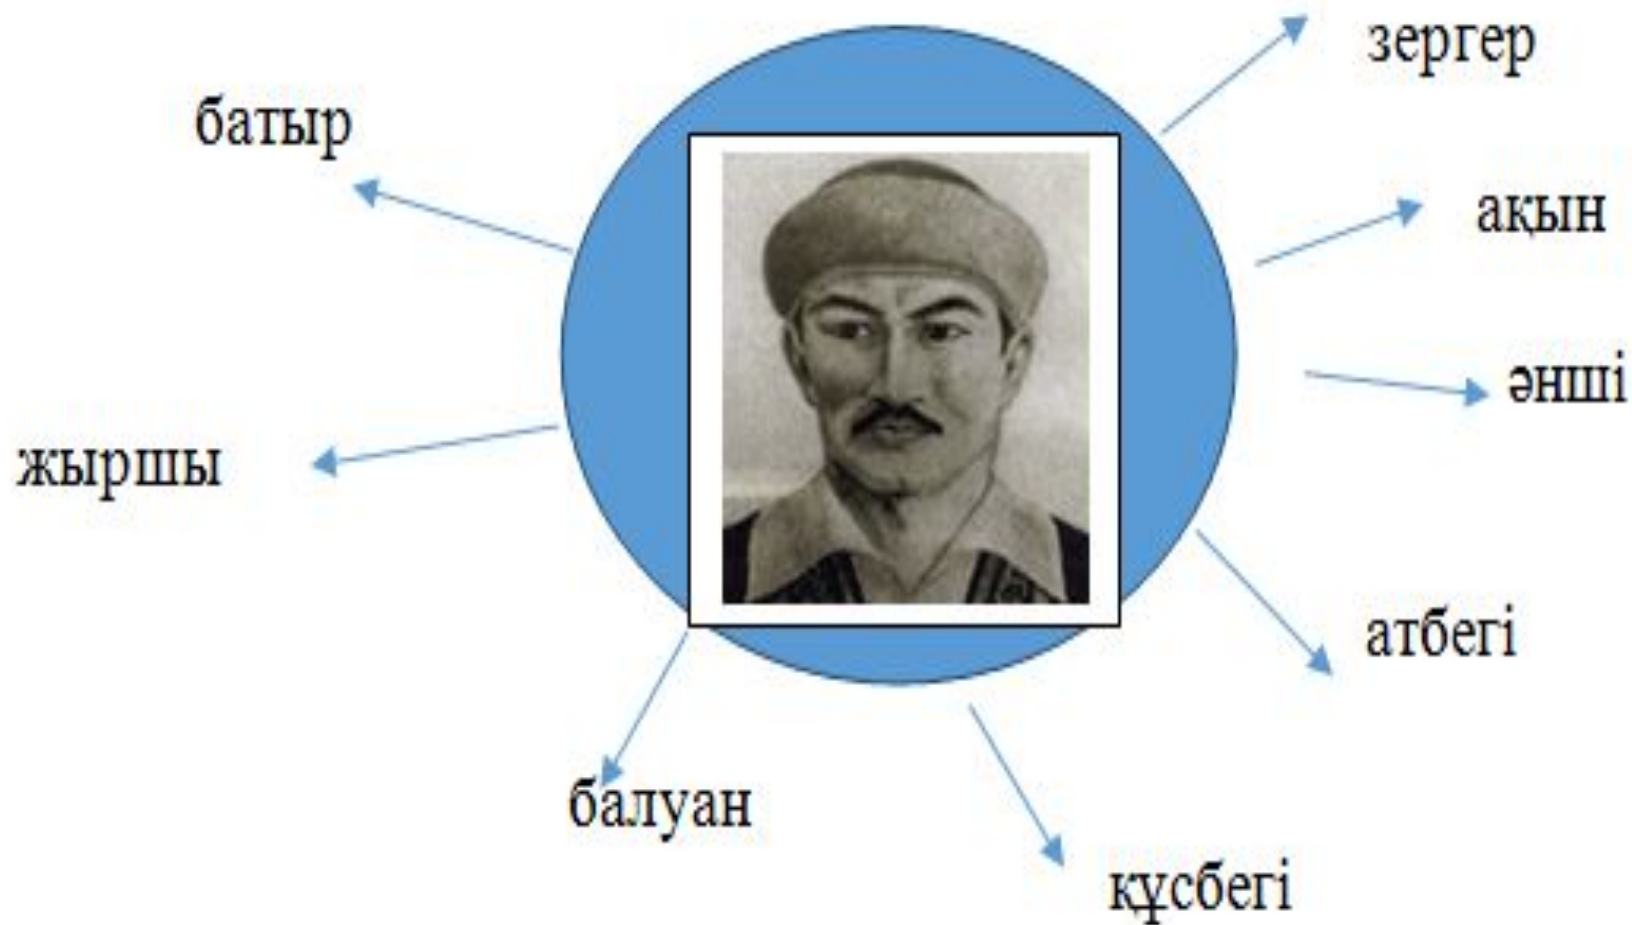 зергер
батыр
ақын
әнші
жыршы
атбегі
балуан
құсбегі